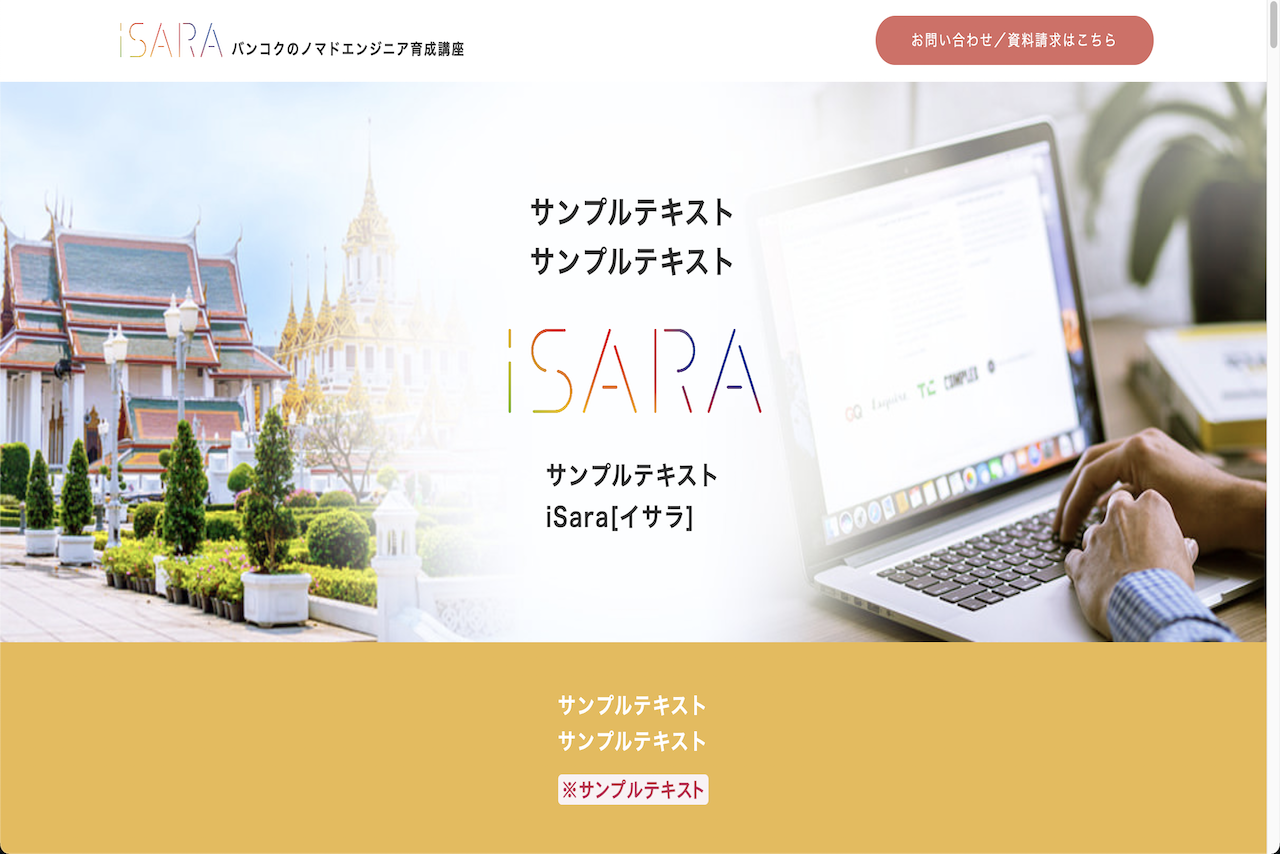 iSARA バンコクのノマドエンジニア育成講座
お問い合わせ／資料請求はこちら
サンプルテキスト
サンプルテキスト
iSARA
サンプルテキスト
iSara[イサラ]
GQ Esquire TC COMPLEX
サンプルテキスト
サンプルテキスト
※サンプルテキスト